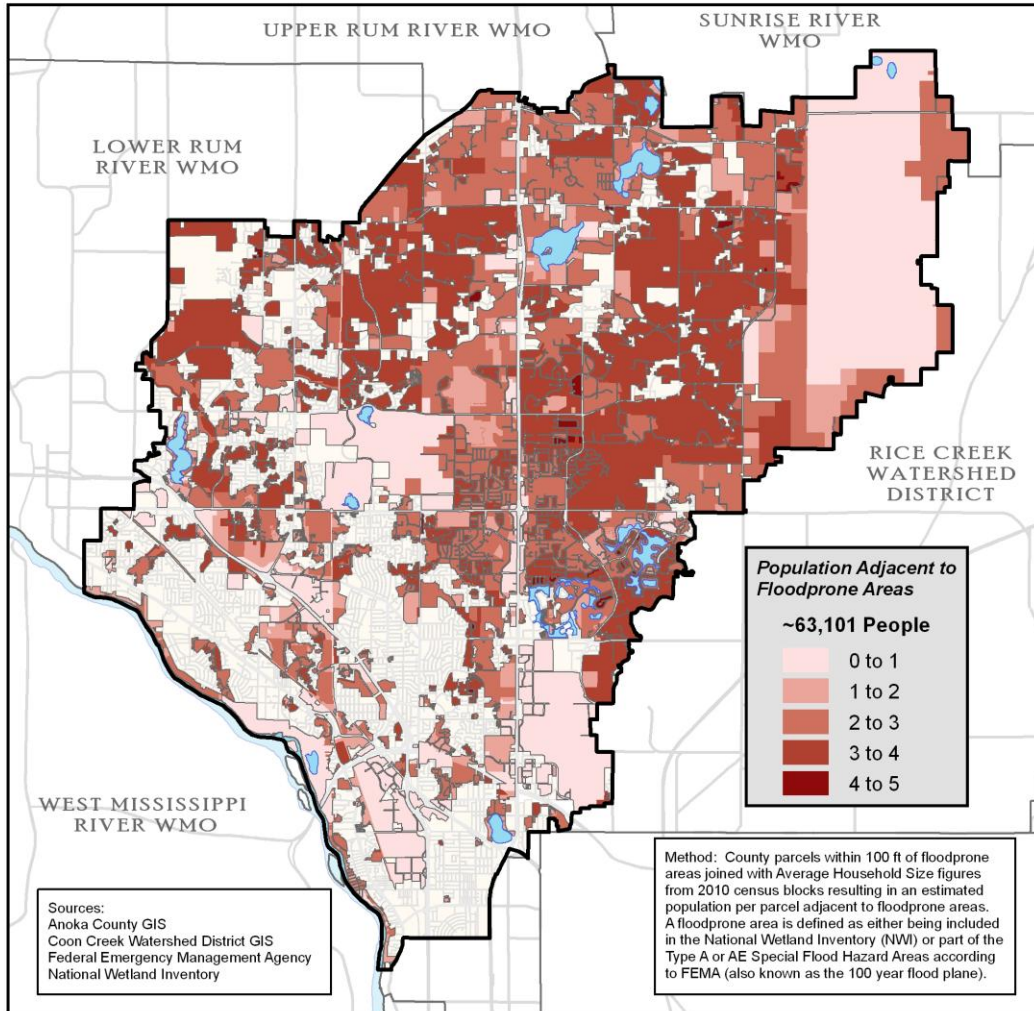 UPPER RUM RIVER WMO
SUNRISE RIVER
WMO
LOWER RUM
RIVER WMO
RICE CREEK
WATERSHED
DISTRICT
Population Adjacent to
Floodprone Areas
~63,101 People
0 to 1
1 to 2
2 to 3
3 to 4
4 to 5
WEST MISSISSIPPI
RIVER WMO
Sources:
Anoka County GIS
Coon Creek Watershed District GIS
Federal Emergency Management Agency
National Wetland Inventory
Method: County parcels within 100 ft of floodprone
areas joined with Average Household Size figures
from 2010 census blocks resulting in an estimated
population per parcel adjacent to floodprone areas.
A floodprone area is defined as either being included
in the National Wetland Inventory (NWI) or part of the
Type A or AE Special Flood Hazard Areas according
to FEMA (also known as the 100 year flood plane).